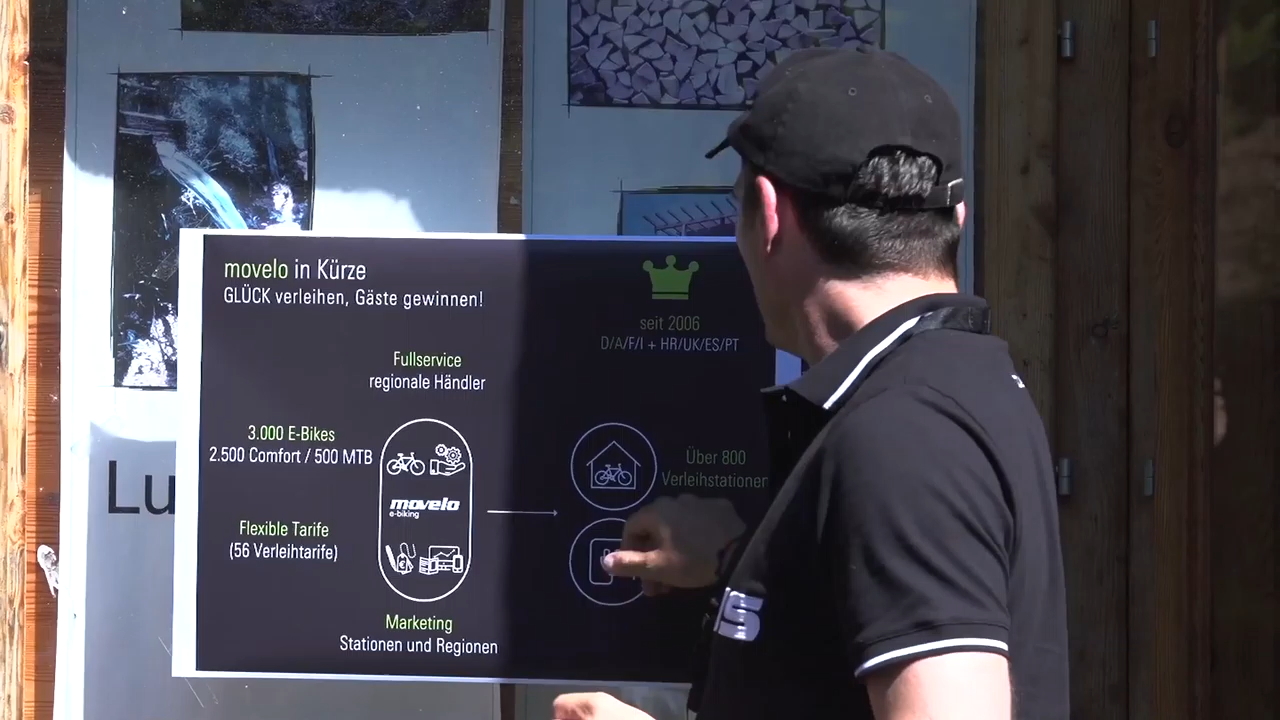 movelo in Kürze
GLÜCK verleihen, Gäste gewinnen!
seit 2006
D/A/F/I + HR/UK/ES/PT
Fullservice
regionale Händler
3.000 E-Bikes
2.500 Comfort / 500 MTB
Über 800
Verleihstationen
movelo
e-biking
Flexible Tarife
(56 Verleihtarife)
Marketing
Stationen und Regionen
Lu